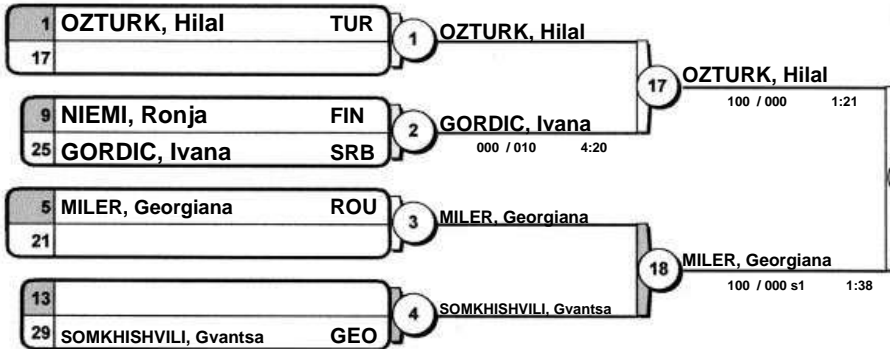 1 OZTURK, Hilal TUR
17
1
OZTURK, Hilal
9 NIEMI, Ronja FIN
25 GORDIC, Ivana SRB
2
GORDIC, Ivana
000 / 010 4:20
17
OZTURK, Hilal
100 / 000 1:21
5 MILER, Georgiana ROU
21
3
MILER, Georgiana
13
29 SOMKHISHVILI, Gvantsa GEO
4
SOMKHISHVILI, Gvantsa
18
MILER, Georgiana
100 / 000 s1 1:38